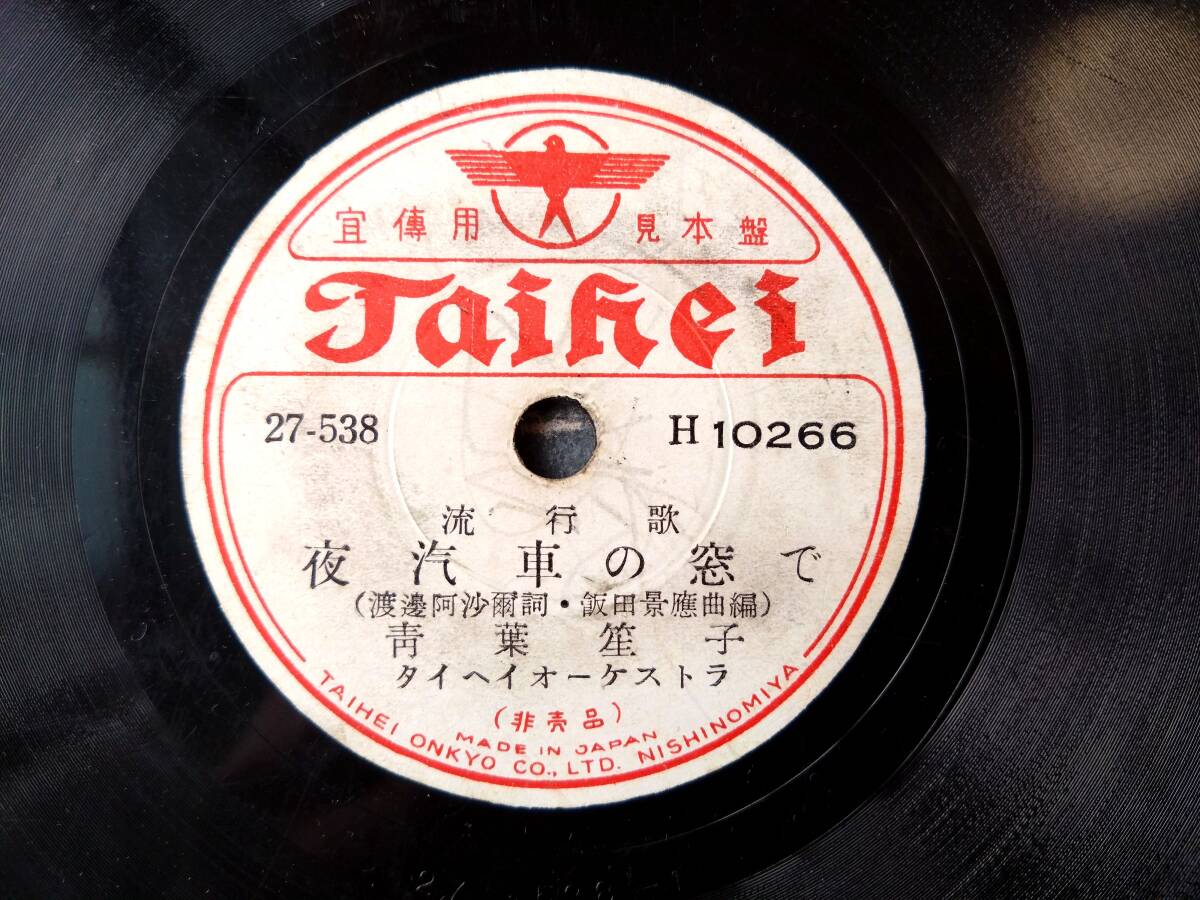 宣傳用 見本盤
Taihei
27-538 H 10266
流行歌
夜汽車の窓で
(渡邊阿沙爾詞・飯田景應曲編)
青葉笙子
タイヘイオーケストラ
(非売品)
MADE IN JAPAN
TAIHEI ONKYO CO., LTD. NISHINOMIYA